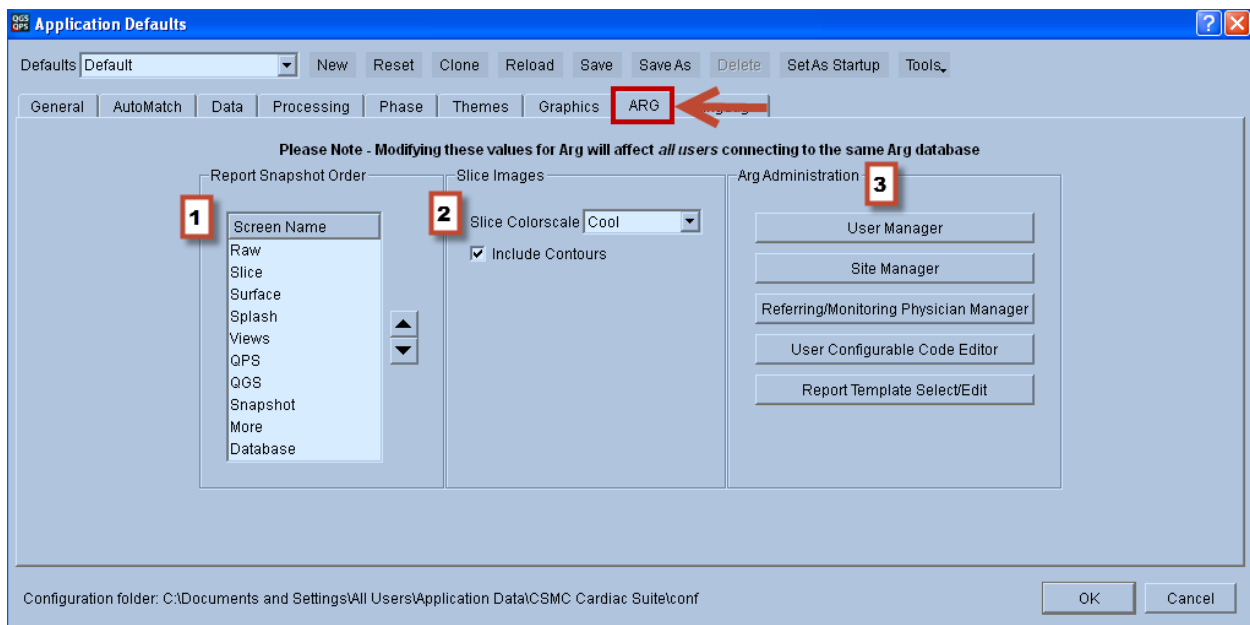 QGS QPS Application Defaults
Defaults Default New Reset Clone Reload Save Save As Delete Set As Startup Tools
General AutoMatch Data Processing Phase Themes Graphics ARG
Please Note - Modifying these values for Arg will affect all users connecting to the same Arg database
Report Snapshot Order
1
Screen Name
Raw
Slice
Surface
Splash
Views
QPS
QGS
Snapshot
More
Database
Slice Images
2
Slice Colorscale Cool
Include Contours
Arg Administration
3
User Manager
Site Manager
Referring/Monitoring Physician Manager
User Configurable Code Editor
Report Template Select/Edit
Configuration folder: C:\Documents and Settings\All Users\Application Data\CSMC Cardiac Suite\conf
OK Cancel